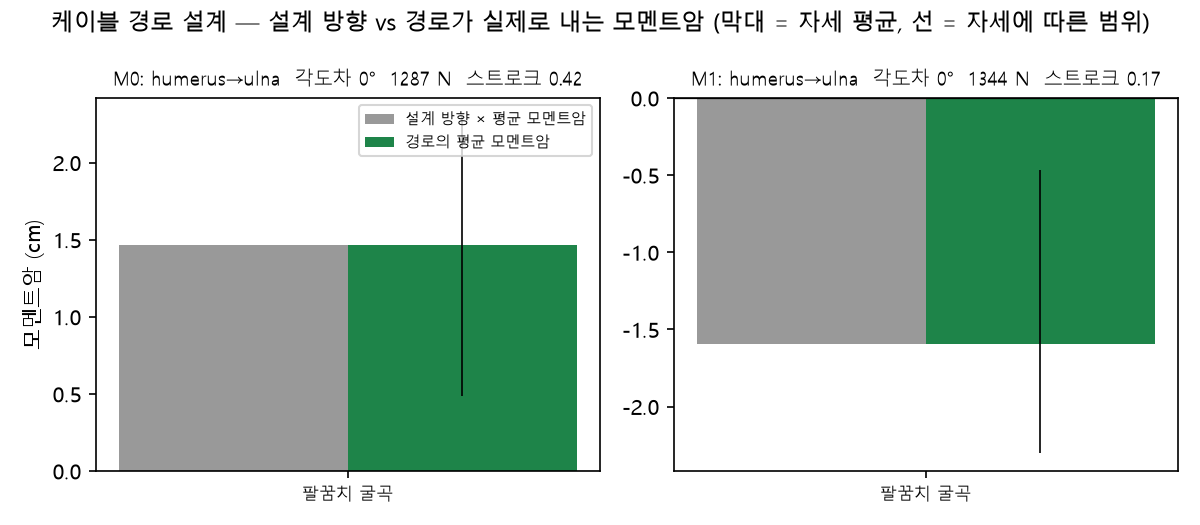 케이블 경로 설계 — 설계 방향 vs 경로가 실제로 내는 모멘트암 (막대 = 자세 평균, 선 = 자세에 따른 범위)
M0: humerus→ulna 각도차 0° 1287 N 스트로크 0.42
설계 방향 × 평균 모멘트암
경로의 평균 모멘트암
모멘트암 (cm)
2.0
1.5
1.0
0.5
0.0
팔꿈치 굴곡
M1: humerus→ulna 각도차 0° 1344 N 스트로크 0.17
0.0
-0.5
-1.0
-1.5
-2.0
팔꿈치 굴곡